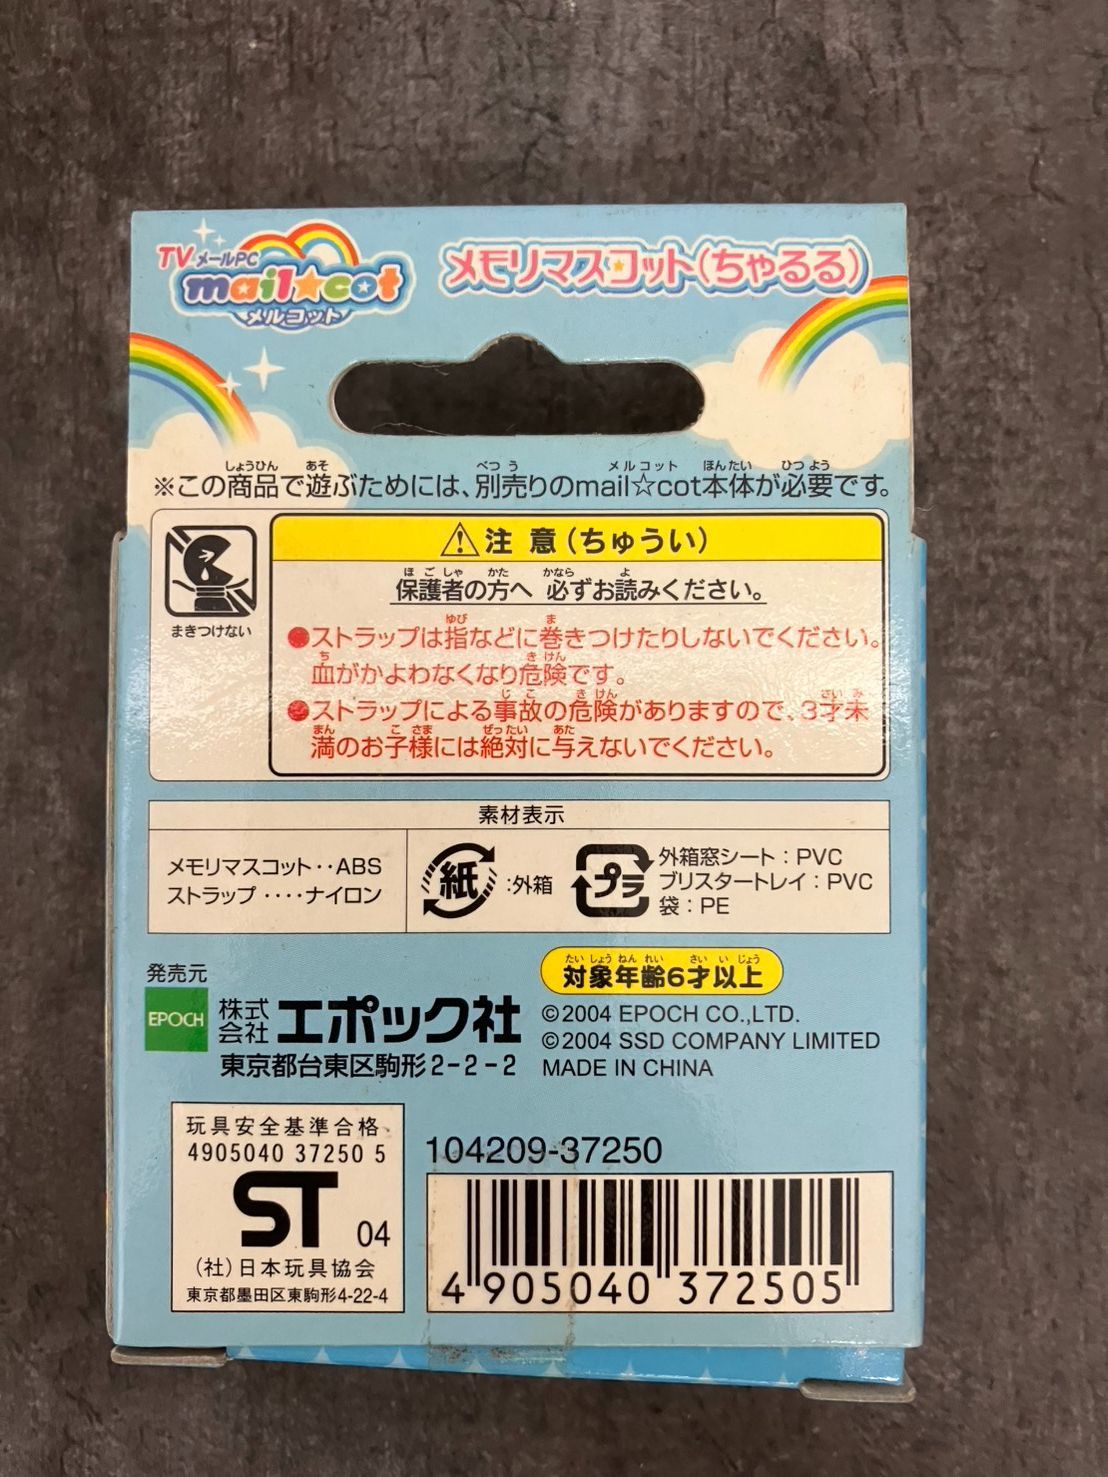 TVメールPC
mail☆cot
メルコット
メモリマスコット(ちゃるる)
※この商品で遊ぶためには、別売りのmail☆cot本体が必要です。
まきつけない
注意(ちゅうい)
保護者の方へ 必ずお読みください。
●ストラップは指などに巻きつけたりしないでください。
血がかよわなくなり危険です。
●ストラップによる事故の危険がありますので、3才未
満のお子様には絶対に与えないでください。
素材表示
メモリマスコット‥ABS
ストラップ‥‥ナイロン
紙:外箱
プラ
外箱窓シート:PVC
ブリスタートレイ:PVC
袋:PE
対象年齢6才以上
発売元
EPOCH
株式会社 エポック社
東京都台東区駒形2-2-2
©2004 EPOCH CO.,LTD.
©2004 SSD COMPANY LIMITED
MADE IN CHINA
玩具安全基準合格
4905040 37250 5
ST 04
(社)日本玩具協会
東京都墨田区東駒形4-22-4
104209-37250
4 905040 372505